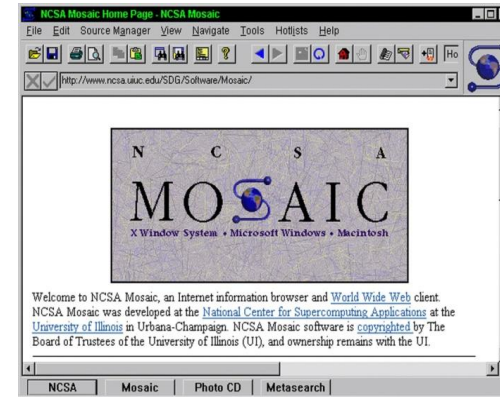 NCSA Mosaic Home Page - NCSA Mosaic
File Edit Source Manager View Navigate Tools Hotlists Help
Ho
http://www.ncsa.uiuc.edu/SDG/Software/Mosaic/
N C S A
MOSAIC
X Window System • Microsoft Windows • Macintosh
Welcome to NCSA Mosaic, an Internet information browser and World Wide Web client.
NCSA Mosaic was developed at the National Center for Supercomputing Applications at the
University of Illinois in Urbana-Champaign. NCSA Mosaic software is copyrighted by The
Board of Trustees of the University of Illinois (UI), and ownership remains with the UI.
NCSA Mosaic Photo CD Metasearch